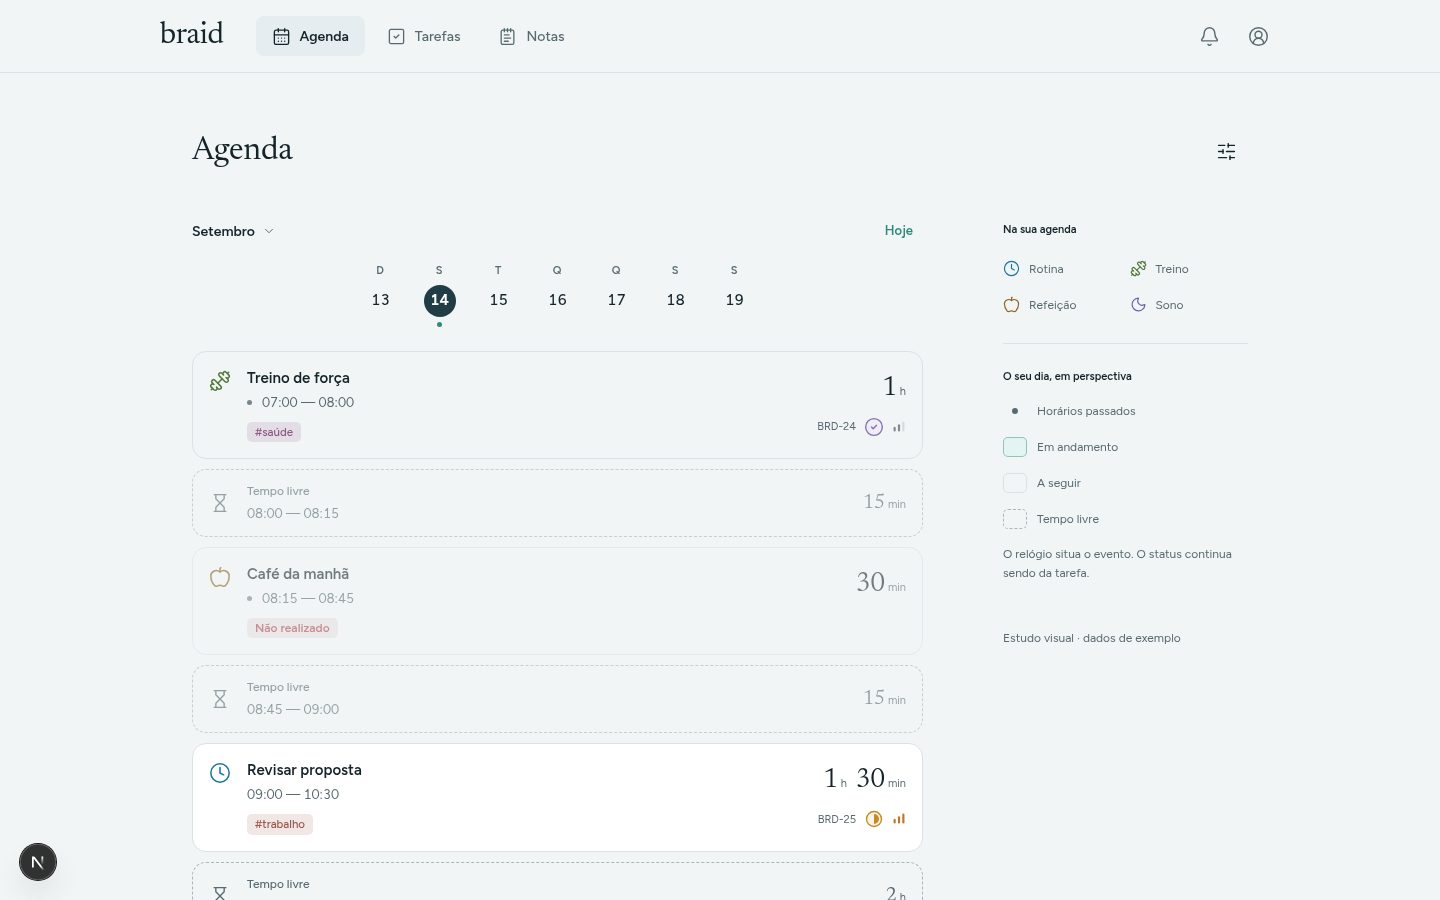 braid
Agenda
Tarefas
Notas
Agenda
Setembro
Hoje
D S T Q Q S S
13 14 15 16 17 18 19
Treino de força
07:00 — 08:00
#saúde
1 h
BRD-24
Tempo livre
08:00 — 08:15
15 min
Café da manhã
08:15 — 08:45
Não realizado
30 min
Tempo livre
08:45 — 09:00
15 min
Revisar proposta
09:00 — 10:30
#trabalho
1 h 30 min
BRD-25
Tempo livre
2 h
Na sua agenda
Rotina
Treino
Refeição
Sono
O seu dia, em perspectiva
Horários passados
Em andamento
A seguir
Tempo livre
O relógio situa o evento. O status continua
sendo da tarefa.
Estudo visual · dados de exemplo
N